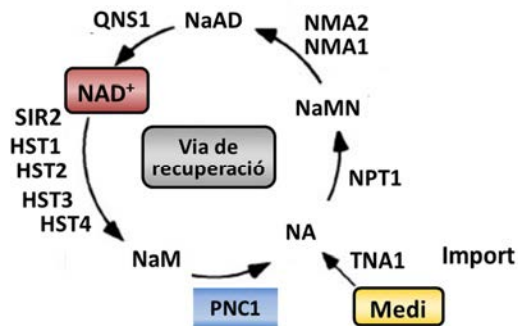 QNS1
NaAD
NMA2
NMA1
NAD⁺
NaMN
SIR2
HST1
HST2
HST3
HST4
Via de
recuperació
NPT1
NA
NaM
TNA1
Import
PNC1
Medi